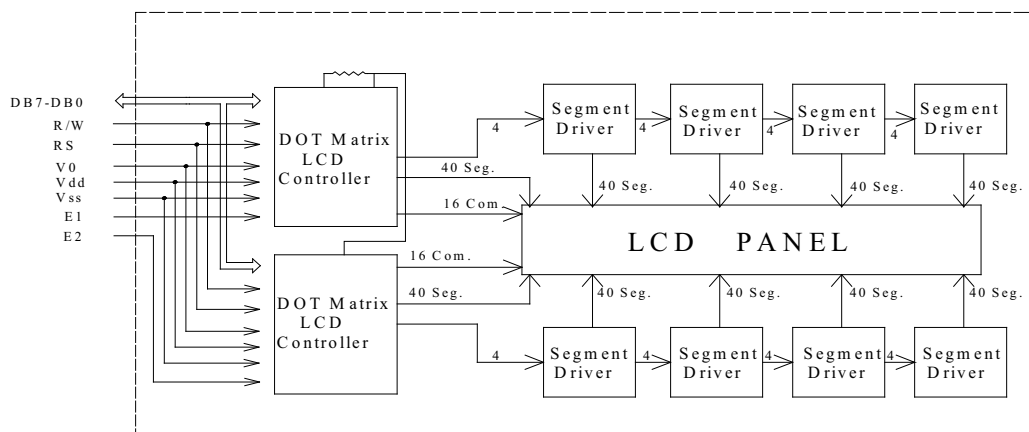 DB7-DB0
R/W
RS
V0
Vdd
Vss
E1
E2
DOT Matrix
LCD
Controller
4
40 Seg.
16 Com
Segment
Driver
4
Segment
Driver
4
Segment
Driver
4
Segment
Driver
40 Seg.
40 Seg.
40 Seg.
40 Seg.
LCD PANEL
DOT Matrix
LCD
Controller
16 Com.
40 Seg.
4
40 Seg.
40 Seg.
40 Seg.
40 Seg.
Segment
Driver
4
Segment
Driver
4
Segment
Driver
4
Segment
Driver